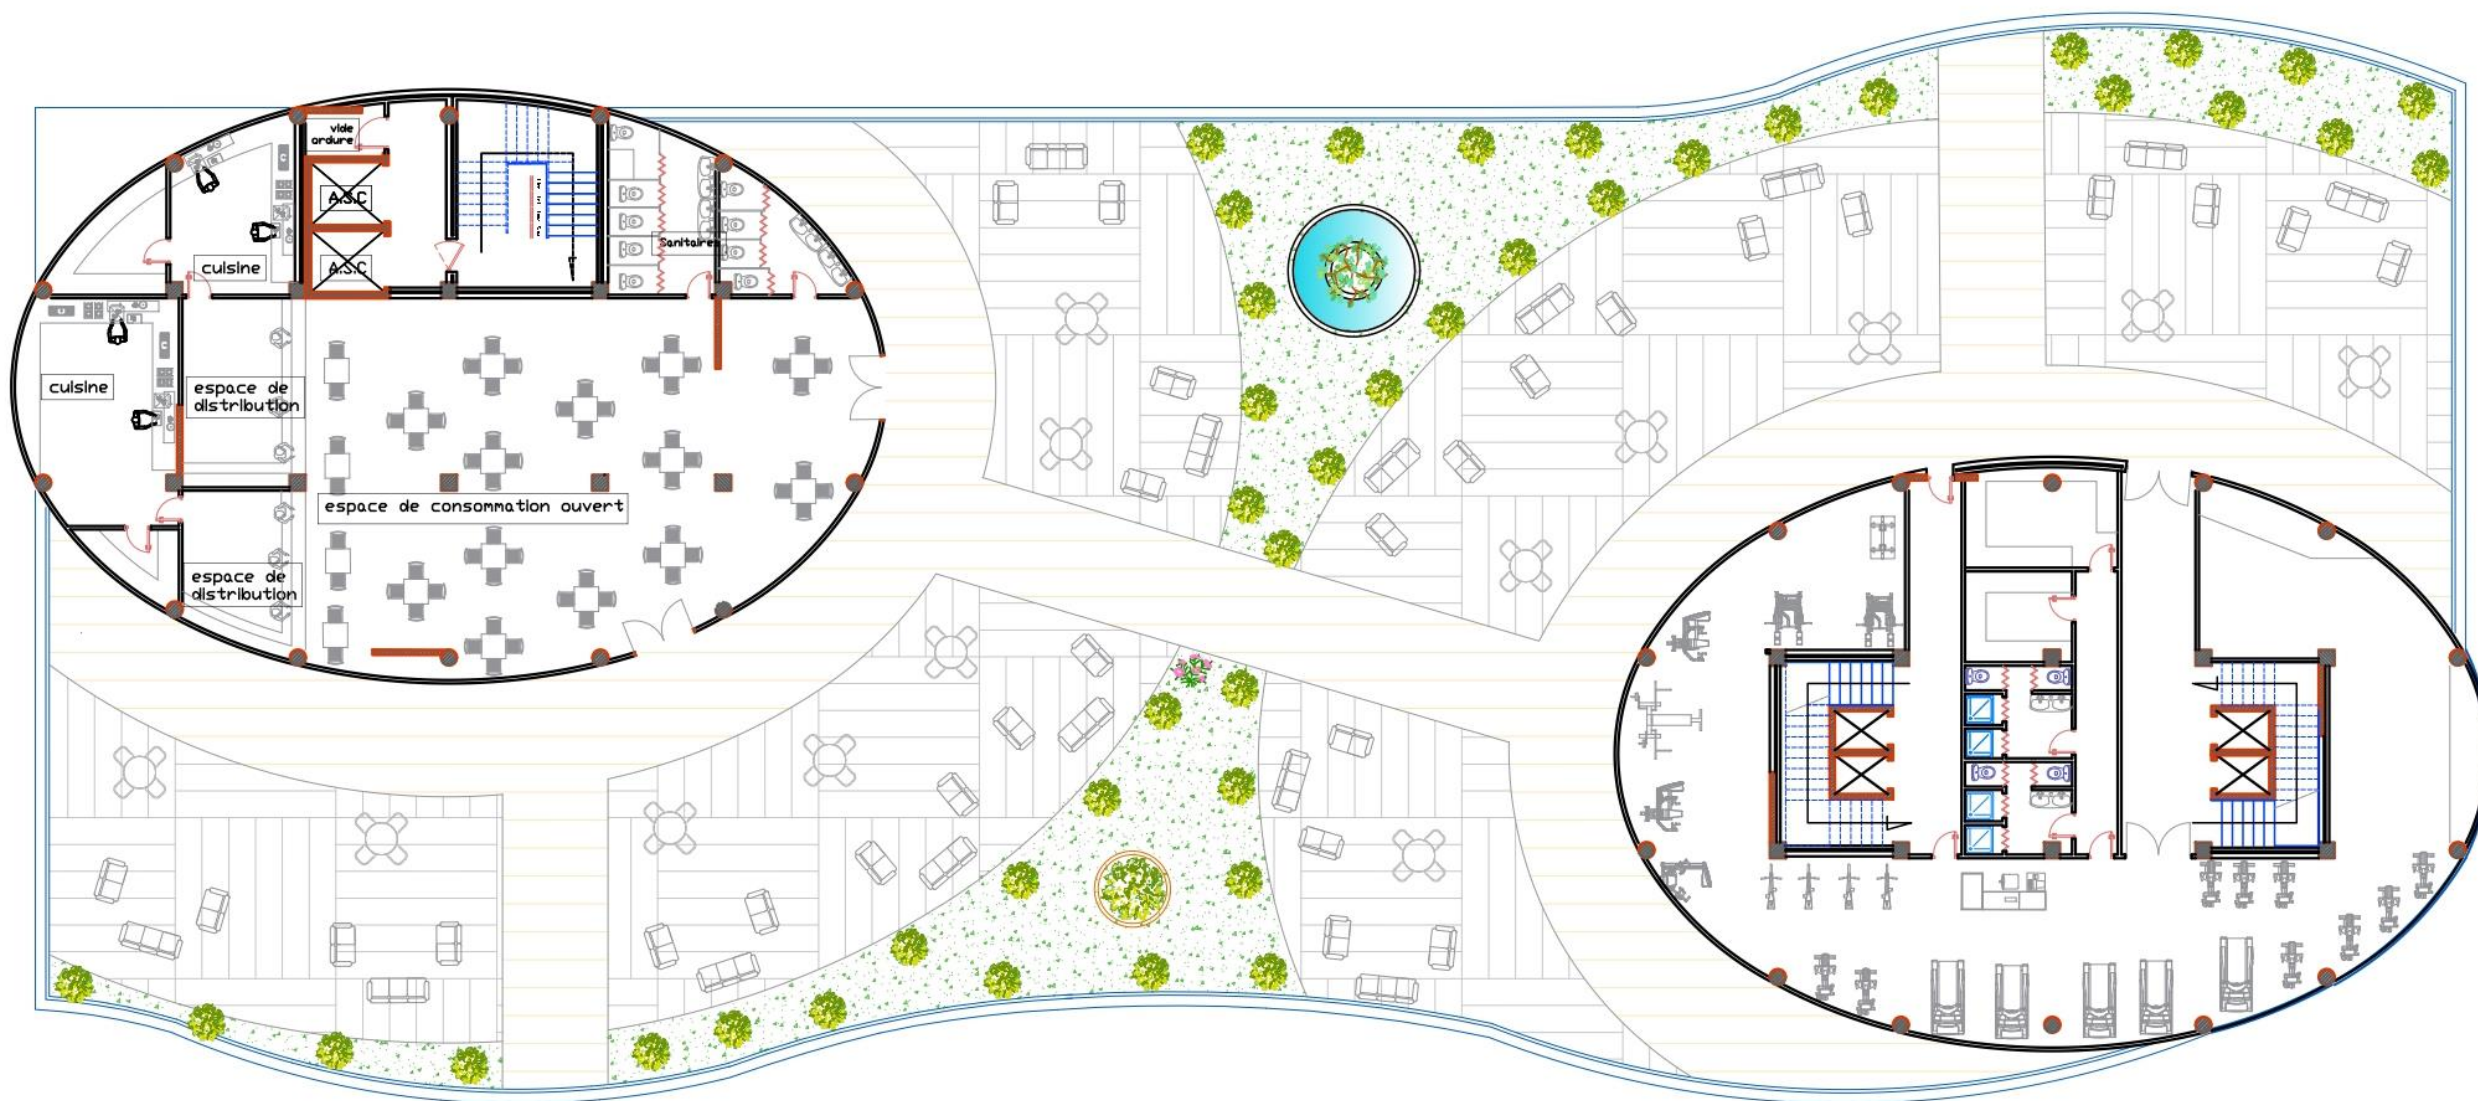 vide
ordure
A.S.C
A.S.C
Sanitaires
cuisine
cuisine
espace de
distribution
espace de consommation ouvert
espace de
distribution